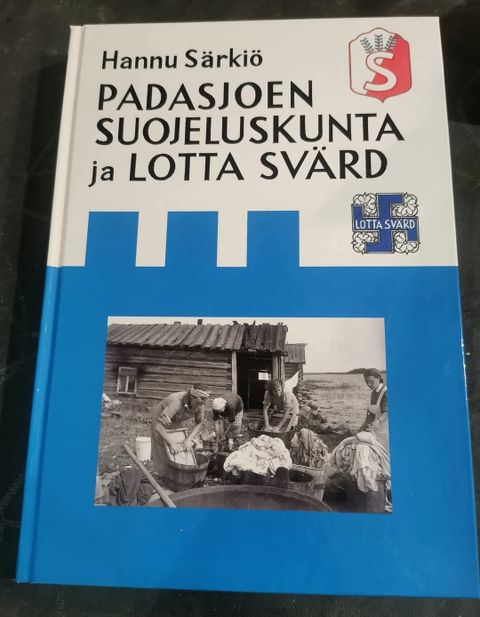 Hannu Särkiö
S
PADASJOEN
SUOJELUSKUNTA
ja LOTTA SVÄRD
LOTTA SVÄRD